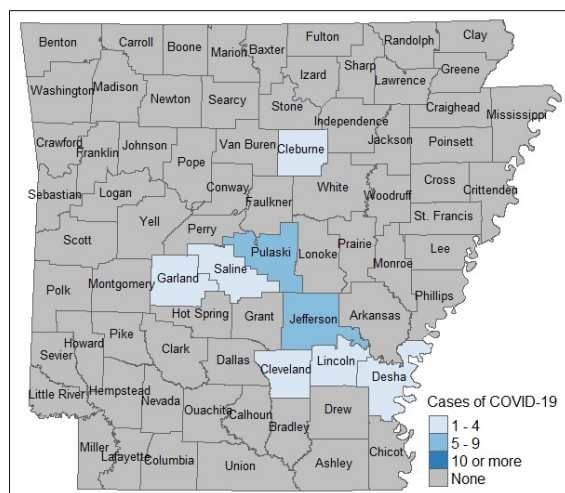 Benton Carroll Boone Marion Baxter Fulton Randolph Clay
Sharp Greene
Izard Lawrence
Washington Madison Newton Searcy Stone Craighead Mississippi
Independence
Crawford Franklin Johnson Pope Van Buren Cleburne Jackson Poinsett
Sebastian Logan Conway White Woodruff Cross Crittenden
Faulkner St. Francis
Scott Yell Perry Pulaski Lonoke Prairie Monroe Lee
Saline
Polk Montgomery Garland Phillips
Hot Spring Grant Jefferson Arkansas
Howard Pike
Sevier Clark Dallas Cleveland Lincoln Desha
Little River Hempstead Nevada Ouachita Calhoun Bradley Drew
Miller Lafayette Columbia Union Ashley Chicot
Cases of COVID-19
1 - 4
5 - 9
10 or more
None